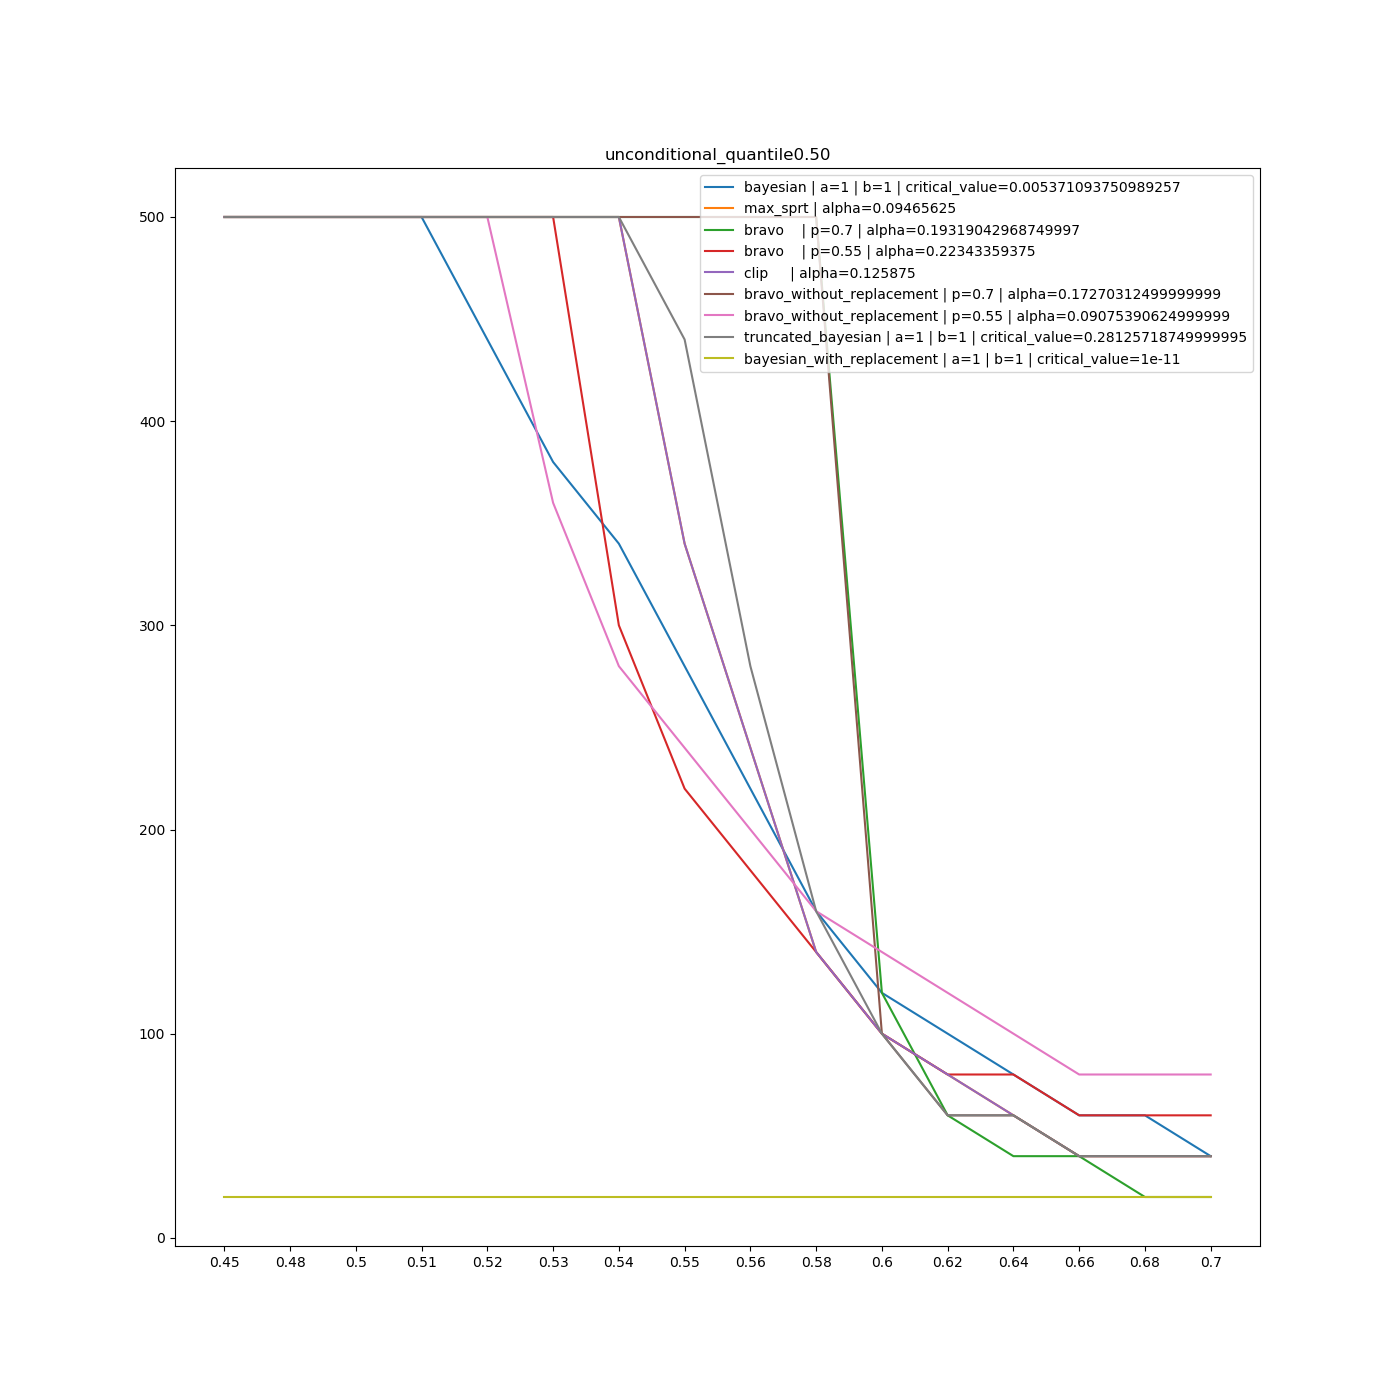 unconditional_quantile0.50
bayesian | a=1 | b=1 | critical_value=0.005371093750989257
max_sprt | alpha=0.09465625
bravo    | p=0.7 | alpha=0.19319042968749997
bravo    | p=0.55 | alpha=0.22343359375
clip     | alpha=0.125875
bravo_without_replacement | p=0.7 | alpha=0.17270312499999999
bravo_without_replacement | p=0.55 | alpha=0.09075390624999999
truncated_bayesian | a=1 | b=1 | critical_value=0.28125718749999995
bayesian_with_replacement | a=1 | b=1 | critical_value=1e-11
500
400
300
200
100
0
0.45 0.48 0.5 0.51 0.52 0.53 0.54 0.55 0.56 0.58 0.6 0.62 0.64 0.66 0.68 0.7